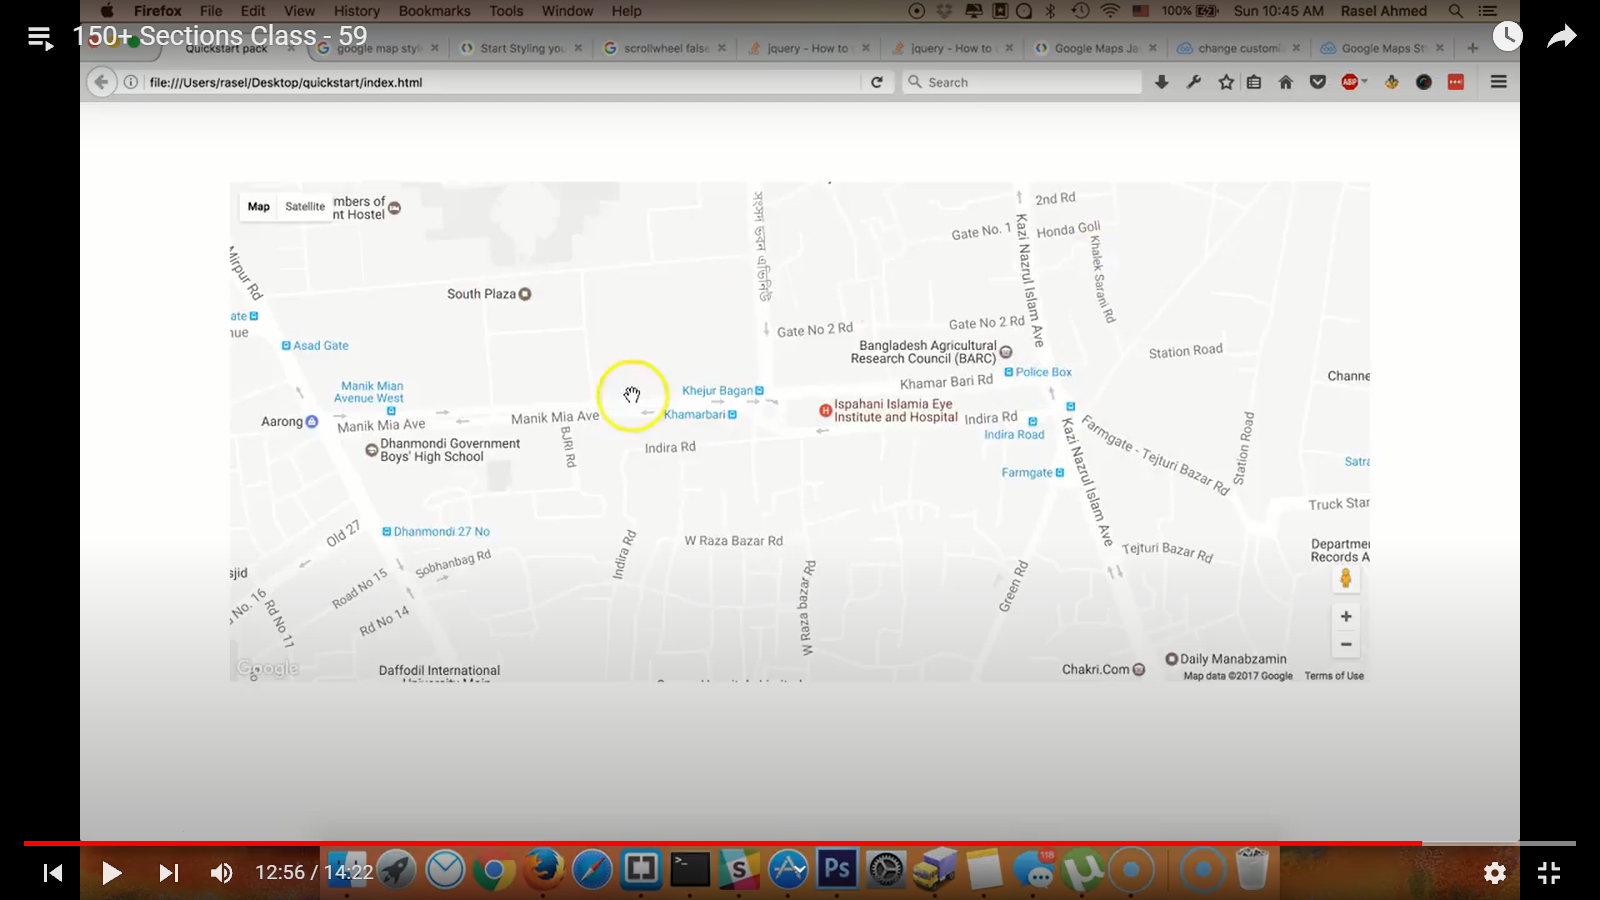 Firefox File Edit View History Bookmarks Tools Window Help 100% Sun 10:45 AM Rasel Ahmed
150+ Sections Class - 59
Quickstart pack google map styl Start Styling you scrollwheel false jquery - How to jquery - How to Google Maps Ja change customi Google Maps St
file:///Users/rasel/Desktop/quickstart/index.html Search
ABP
Map Satellite
mbers of
nt Hostel
2nd Rd
Gate No. 1
Honda Goli
Kazi Nazrul Islam Ave
Khalek Sarani Rd
Mirpur Rd
South Plaza
ate
nue
Asad Gate
Gate No 2 Rd
Gate No 2 Rd
Bangladesh Agricultural
Research Council (BARC)
Station Road
Police Box
Channe
Khamar Bari Rd
Manik Mian
Avenue West
Khejur Bagan
Khamarbari
Ispahani Islamia Eye
Institute and Hospital
Indira Rd
Indira Road
Aarong
Manik Mia Ave
Manik Mia Ave
Dhanmondi Government
Boys' High School
BJRI Rd
Indira Rd
Farmgate
Kazi Nazrul Islam Ave
Farmgate - Tejturi Bazar Rd
Station Road
Satra
Truck Star
Dhanmondi 27 No
Old 27
W Raza Bazar Rd
Indira Rd
Tejturi Bazar Rd
Departmen
Records A
sjid
Sobhanbag Rd
Road No 15
No. 16
Rd No 11
Rd No 14
W Raza bazar Rd
Green Rd
Google
Daffodil International
Chakri.Com
Daily Manabzamin
Map data ©2017 Google Terms of Use
12:56 / 14:22
S
Ps
118